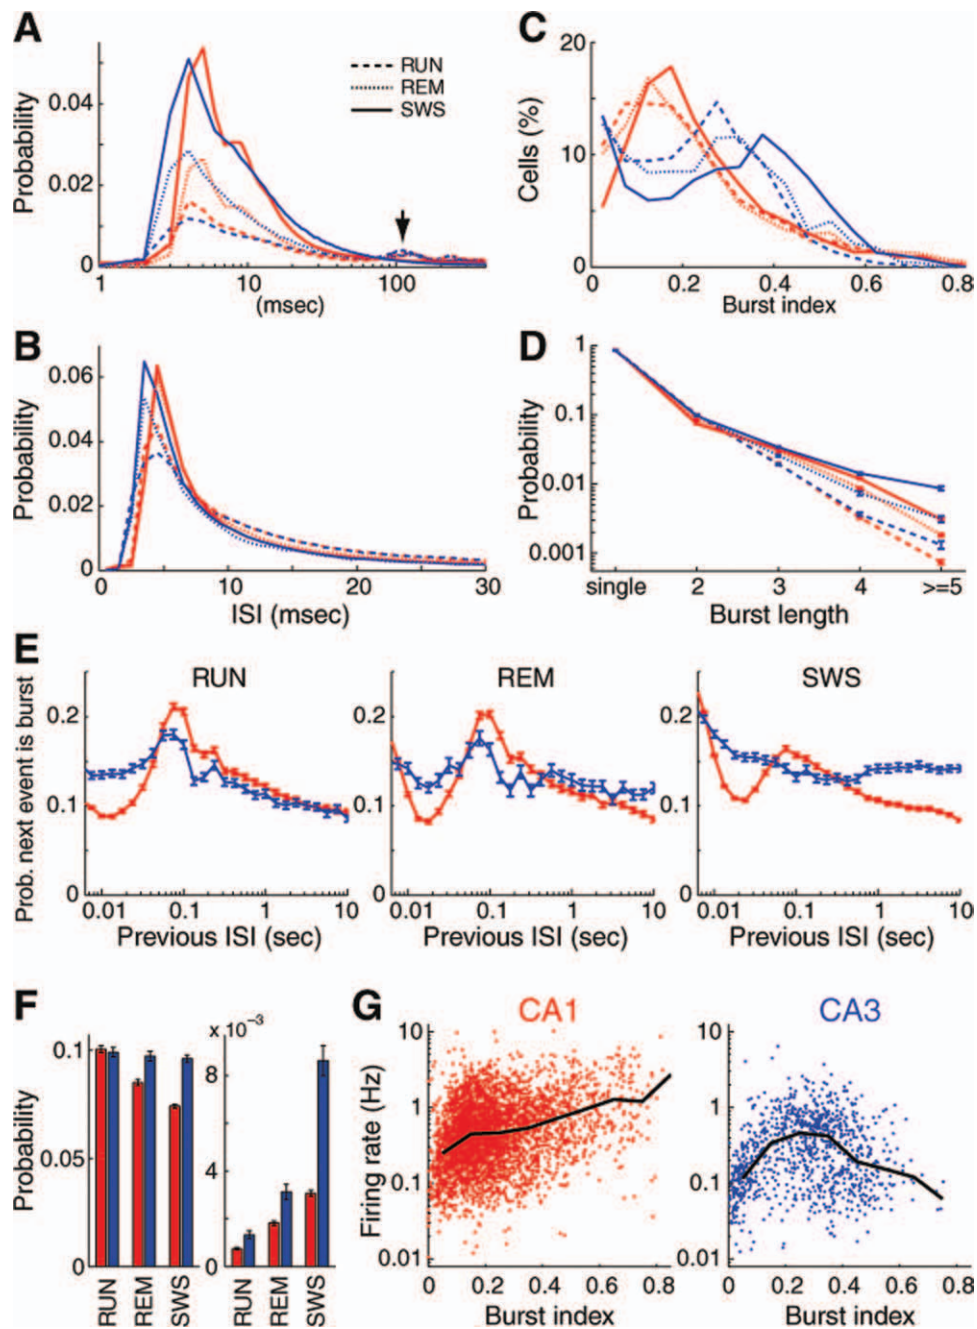 A
Probability
0.04
0.02
0
1
10
100
(msec)
RUN
REM
SWS
C
Cells (%)
20
10
0
0
0.2
0.4
0.6
0.8
Burst index
B
Probability
0.06
0.04
0.02
0
0
10
20
30
ISI (msec)
D
Probability
1
0.1
0.01
0.001
single
2
3
4
>=5
Burst length
E
Prob. next event is burst
RUN
0.2
0.1
0
0.01
0.1
1
10
Previous ISI (sec)
REM
0.2
0.1
0
0.01
0.1
1
10
Previous ISI (sec)
SWS
0.2
0.1
0
0.01
0.1
1
10
Previous ISI (sec)
F
Probability
0.1
0.05
0
RUN
REM
SWS
x 10-3
8
4
0
RUN
REM
SWS
G
CA1
Firing rate (Hz)
10
1
0.1
0.01
0
0.2
0.4
0.6
0.8
Burst index
CA3
10
1
0.1
0.01
0
0.2
0.4
0.6
0.8
Burst index